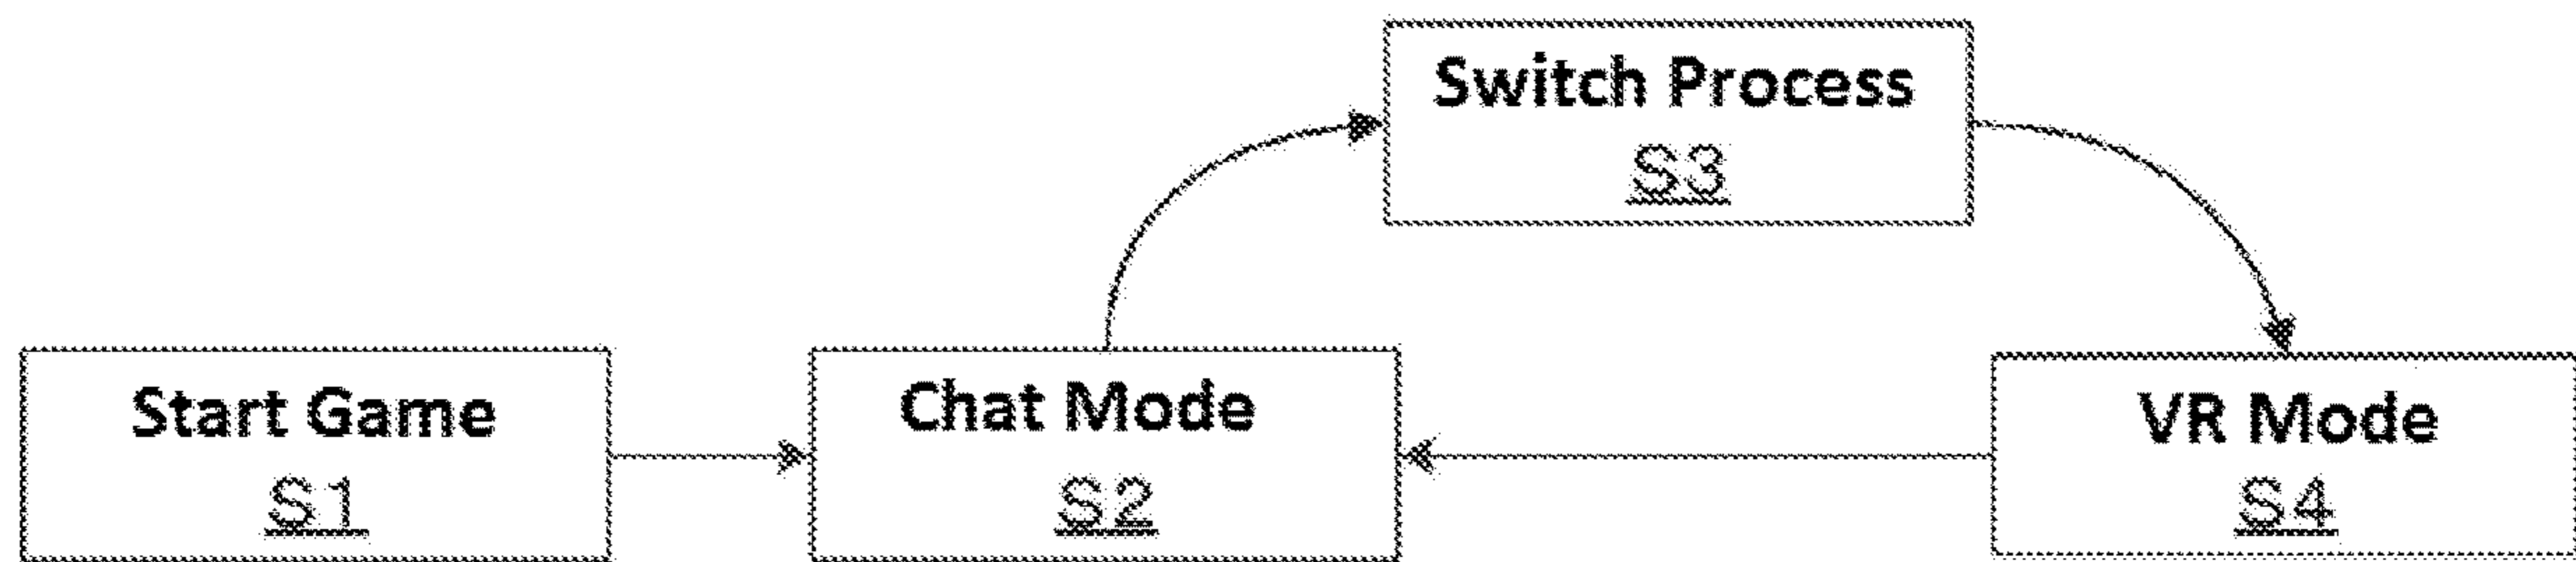 Switch Process
S3
Start Game
S1
Chat Mode
S2
VR Mode
S4